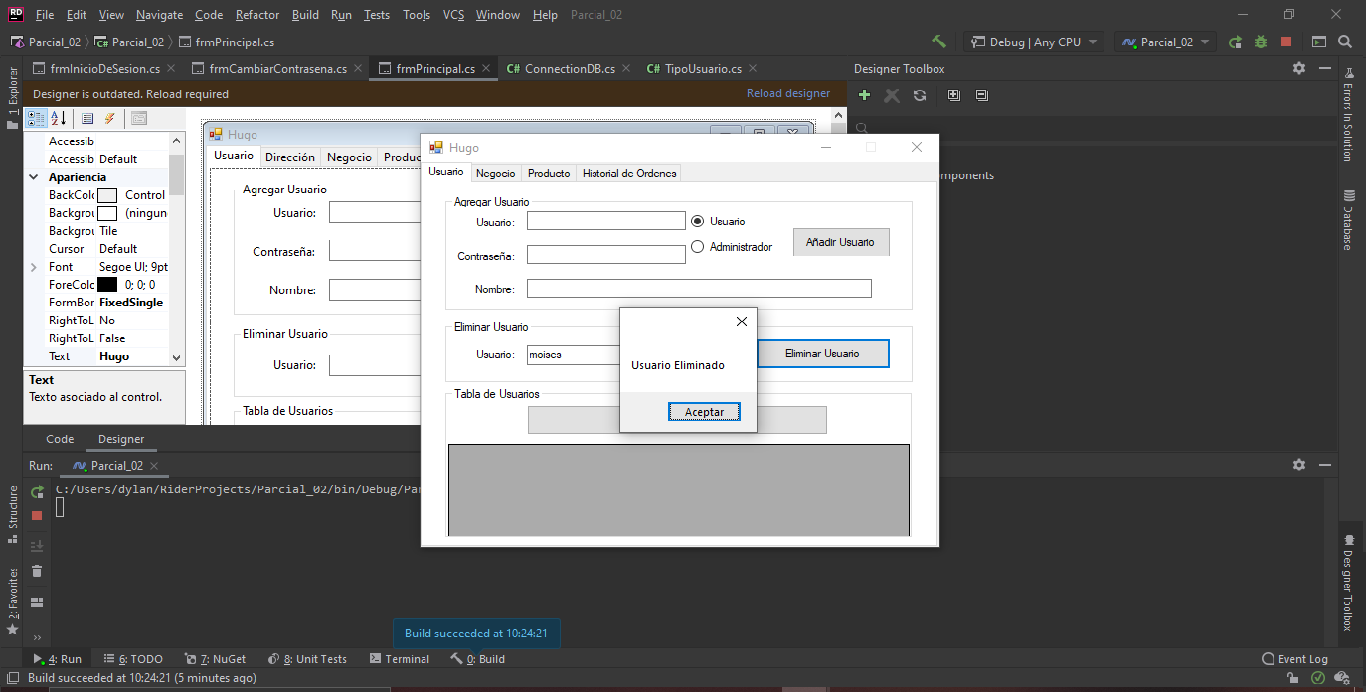 RD File Edit View Navigate Code Refactor Build Run Tests Tools VCS Window Help Parcial_02
Parcial_02 Parcial_02 frmPrincipal.cs Debug | Any CPU Parcial_02
1: Explorer
frmInicioDeSesion.cs frmCambiarContrasena.cs frmPrincipal.cs C# ConnectionDB.cs C# TipoUsuario.cs Designer Toolbox
Designer is outdated. Reload required Reload designer
Accessib
Accessib Default
Apariencia
BackColo Control
Backgrou (ningun
Backgrou Tile
Cursor Default
Font Segoe UI; 9pt
ForeColo 0; 0; 0
FormBor FixedSingle
RightToL No
RightToL False
Text Hugo
Text
Texto asociado al control.
Hugo
Usuario Dirección Negocio Produc
Agregar Usuario
Usuario:
Contraseña:
Nombre:
Eliminar Usuario
Usuario:
Tabla de Usuarios
Hugo
Usuario Negocio Producto Historial de Ordenes
Agregar Usuario
Usuario: Usuario
Contraseña: Administrador Añadir Usuario
Nombre:
Eliminar Usuario
Usuario: moises Eliminar Usuario
Tabla de Usuarios
Usuario Eliminado
Aceptar
mponents
Errors In Solution
Database
Designer Toolbox
Code Designer
Run: Parcial_02
C:/Users/dylan/RiderProjects/Parcial_02/bin/Debug/Pa
Structure
2: Favorites
Build succeeded at 10:24:21
4: Run 6: TODO 7: NuGet 8: Unit Tests Terminal 0: Build Event Log
Build succeeded at 10:24:21 (5 minutes ago)